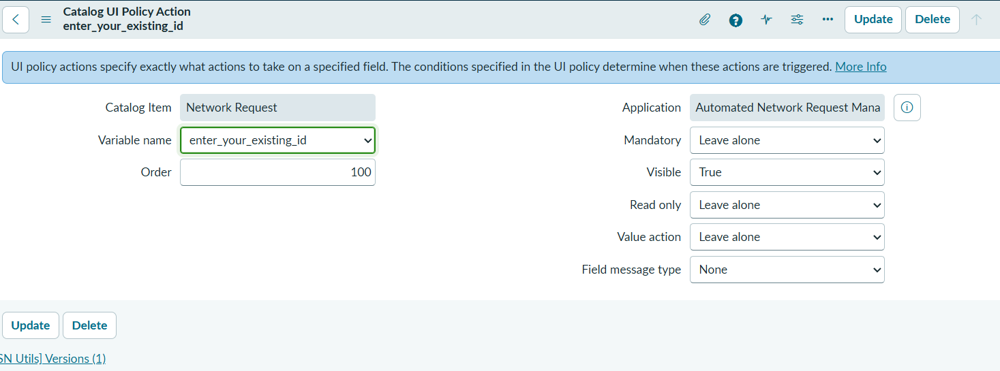 Catalog UI Policy Action
enter_your_existing_id
Update
Delete
UI policy actions specify exactly what actions to take on a specified field. The conditions specified in the UI policy determine when these actions are triggered. More Info
Catalog Item
Network Request
Variable name
enter_your_existing_id
Order
100
Application
Automated Network Request Mana
Mandatory
Leave alone
Visible
True
Read only
Leave alone
Value action
Leave alone
Field message type
None
Update
Delete
SN Utils] Versions (1)